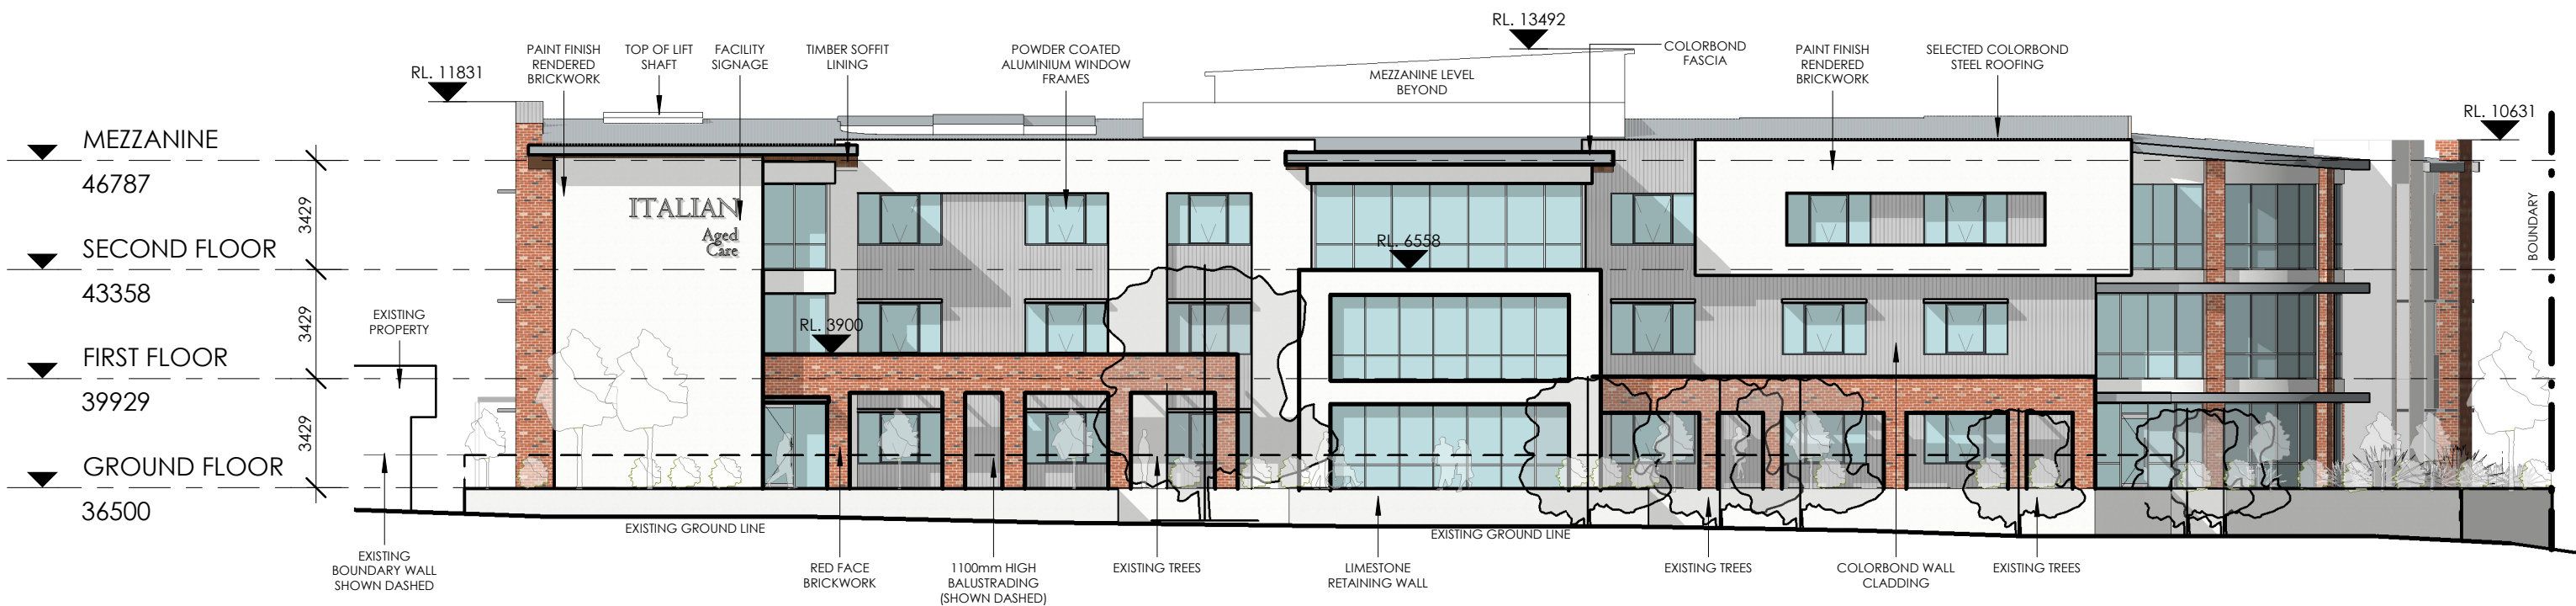 RL. 13492
PAINT FINISH
RENDERED
BRICKWORK
TOP OF LIFT
SHAFT
FACILITY
SIGNAGE
TIMBER SOFFIT
LINING
POWDER COATED
ALUMINIUM WINDOW
FRAMES
COLORBOND
FASCIA
PAINT FINISH
RENDERED
BRICKWORK
SELECTED COLORBOND
STEEL ROOFING
RL. 11831
MEZZANINE LEVEL
BEYOND
RL. 10631
MEZZANINE
46787
3429
ITALIAN
Aged
Care
BOUNDARY
SECOND FLOOR
43358
RL. 6558
3429
EXISTING
PROPERTY
RL. 3900
FIRST FLOOR
39929
3429
GROUND FLOOR
36500
EXISTING GROUND LINE
EXISTING GROUND LINE
EXISTING
BOUNDARY WALL
SHOWN DASHED
RED FACE
BRICKWORK
1100mm HIGH
BALUSTRADING
(SHOWN DASHED)
EXISTING TREES
LIMESTONE
RETAINING WALL
EXISTING TREES
COLORBOND WALL
CLADDING
EXISTING TREES